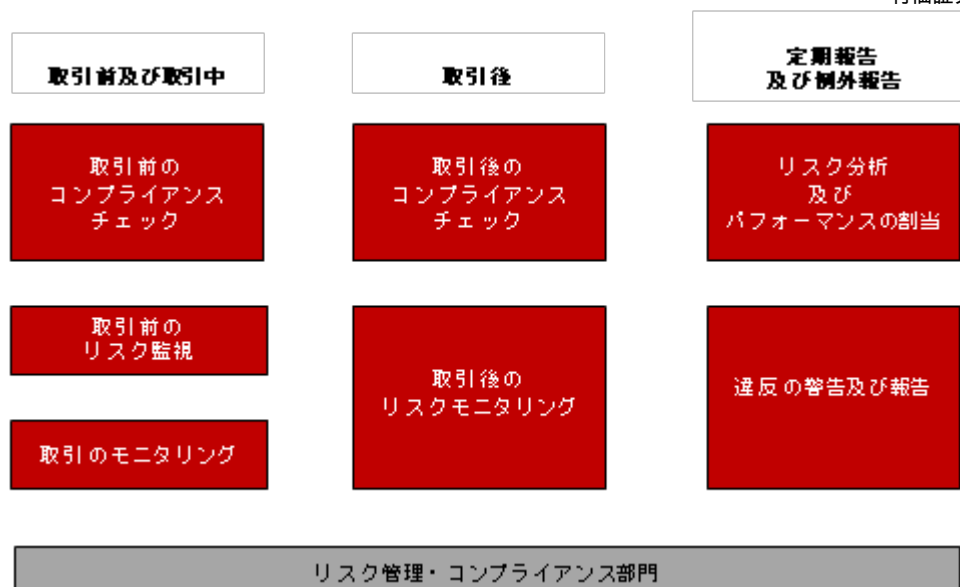 取引前及び取引中
取引後
定期報告
及び例外報告
取引前の
コンプライアンス
チェック
取引後の
コンプライアンス
チェック
リスク分析
及び
パフォーマンスの割当
取引前の
リスク監視
取引後の
リスクモニタリング
違反の警告及び報告
取引のモニタリング
リスク管理・コンプライアンス部門